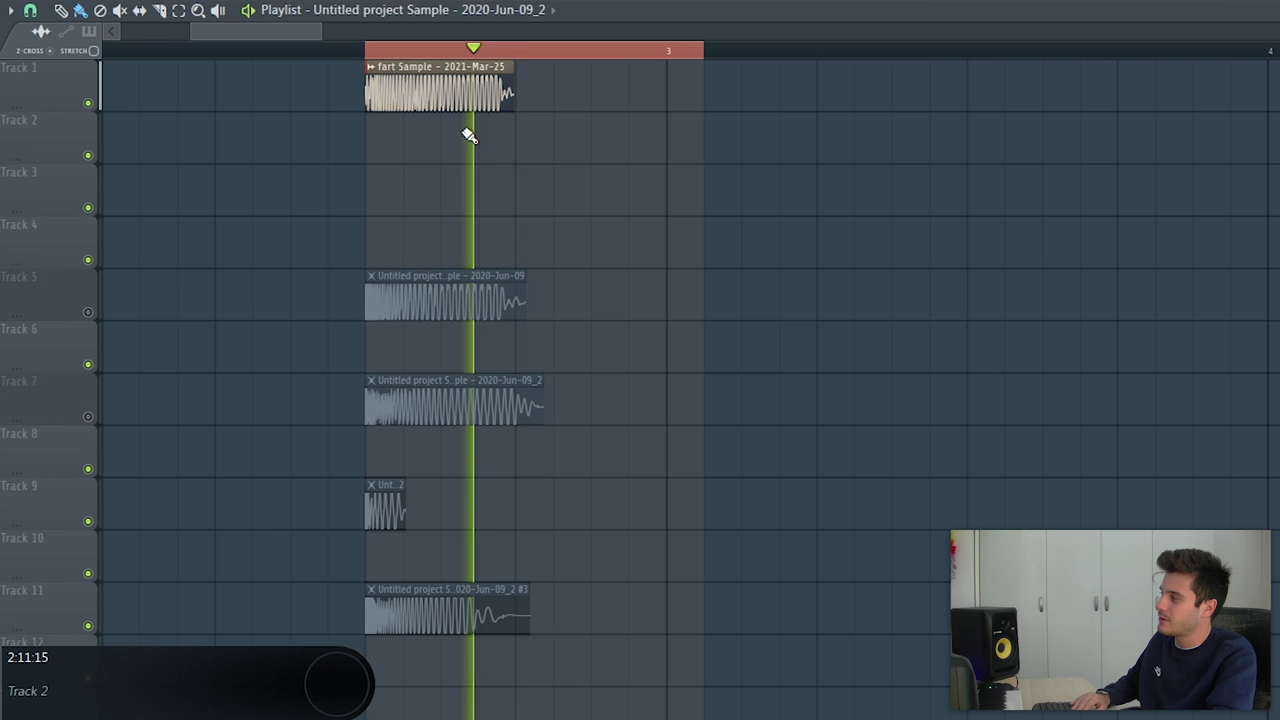 Playlist - Untitled project Sample - 2020-Jun-09_2
Z-CROSS STRETCH
3
4
Track 1
fart Sample - 2021-Mar-25
Track 2
Track 3
Track 4
Track 5
Untitled project..ple - 2020-Jun-09
Track 6
Track 7
Untitled project S..ple - 2020-Jun-09_2
Track 8
Track 9
Unt..2
Track 10
Track 11
Untitled project S..020-Jun-09_2 #3
Track 12
2:11:15
Track 2